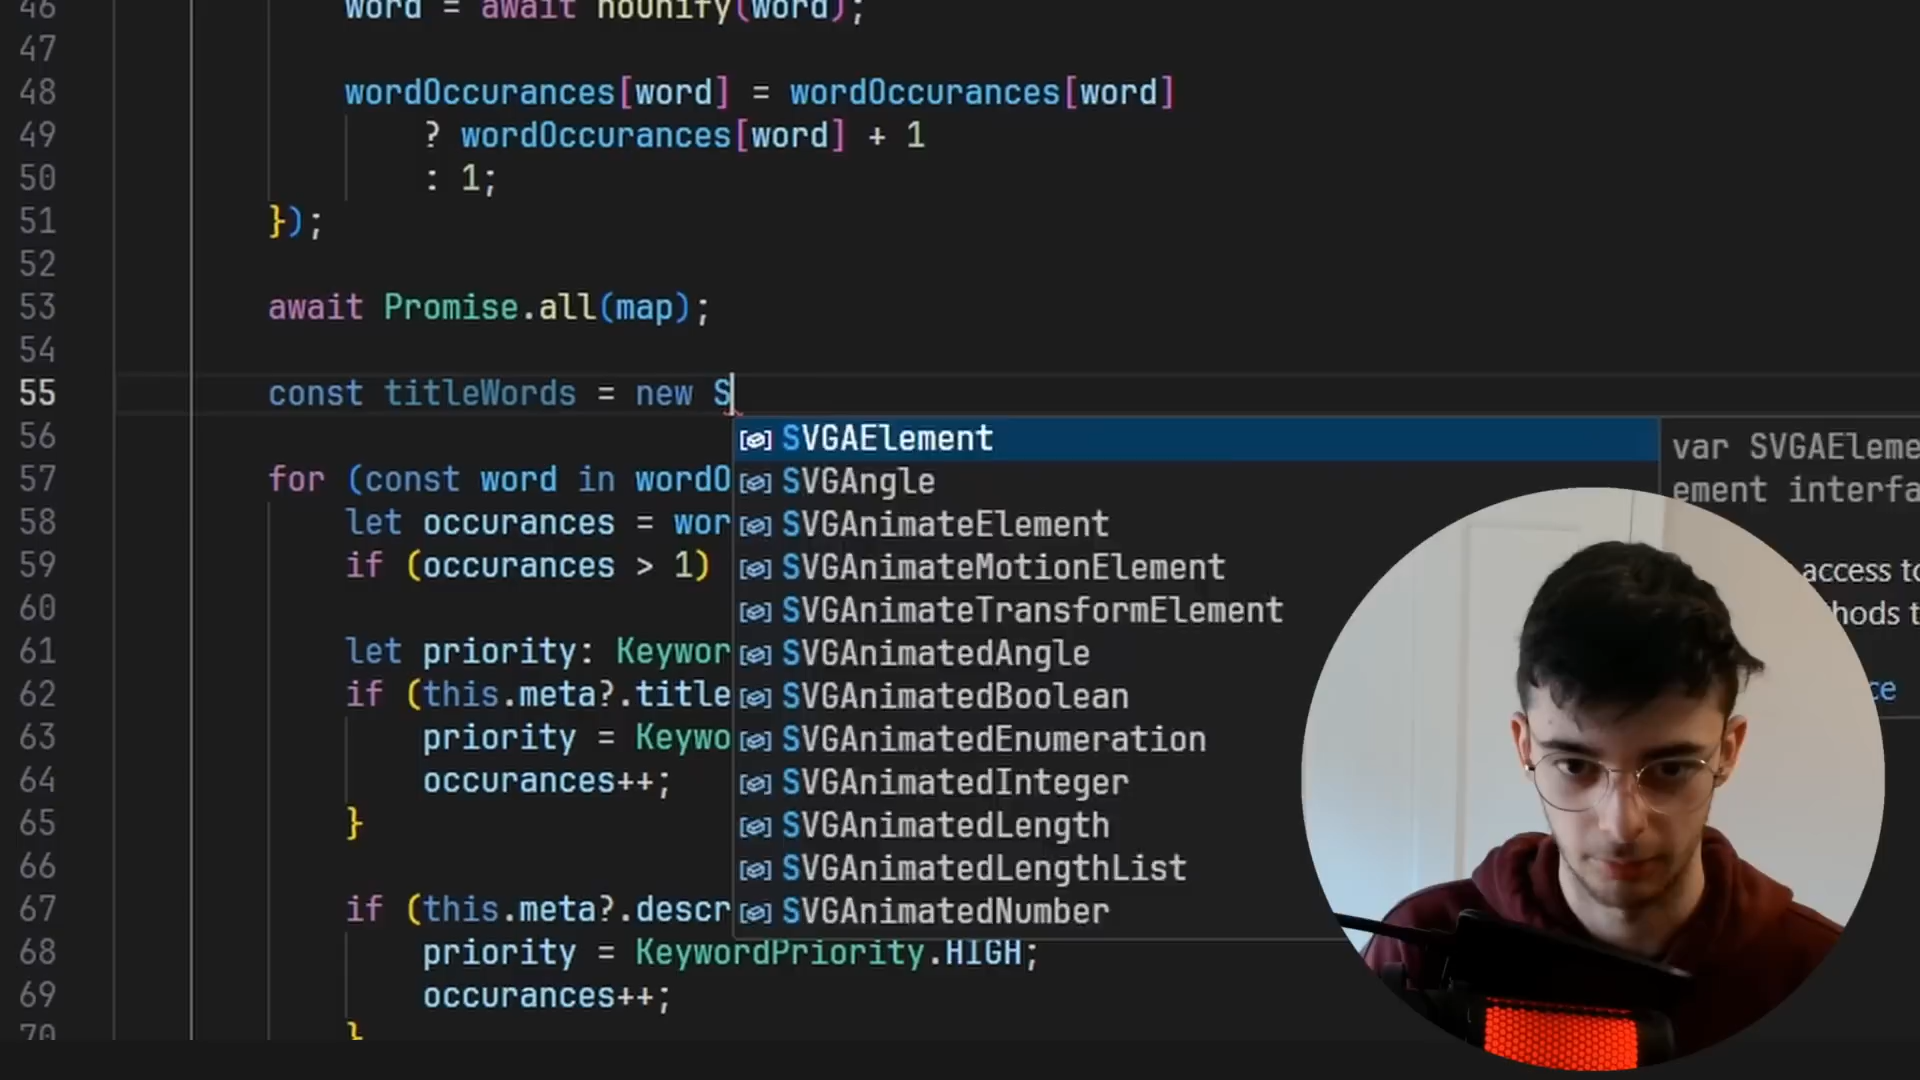 46 word = await nounify(word);
47
48 wordOccurances[word] = wordOccurances[word]
49 ? wordOccurances[word] + 1
50 : 1;
51 });
52
53 await Promise.all(map);
54
55 const titleWords = new S
56
57 for (const word in wordO
58 let occurances = wor
59 if (occurances > 1)
60
61 let priority: Keywor
62 if (this.meta?.title
63 priority = Keywo
64 occurances++;
65 }
66
67 if (this.meta?.descr
68 priority = KeywordPriority.HIGH;
69 occurances++;
70 }
SVGAElement
SVGAngle
SVGAnimateElement
SVGAnimateMotionElement
SVGAnimateTransformElement
SVGAnimatedAngle
SVGAnimatedBoolean
SVGAnimatedEnumeration
SVGAnimatedInteger
SVGAnimatedLength
SVGAnimatedLengthList
SVGAnimatedNumber
var SVGAEleme
ement interfa
access to
hods t
ce